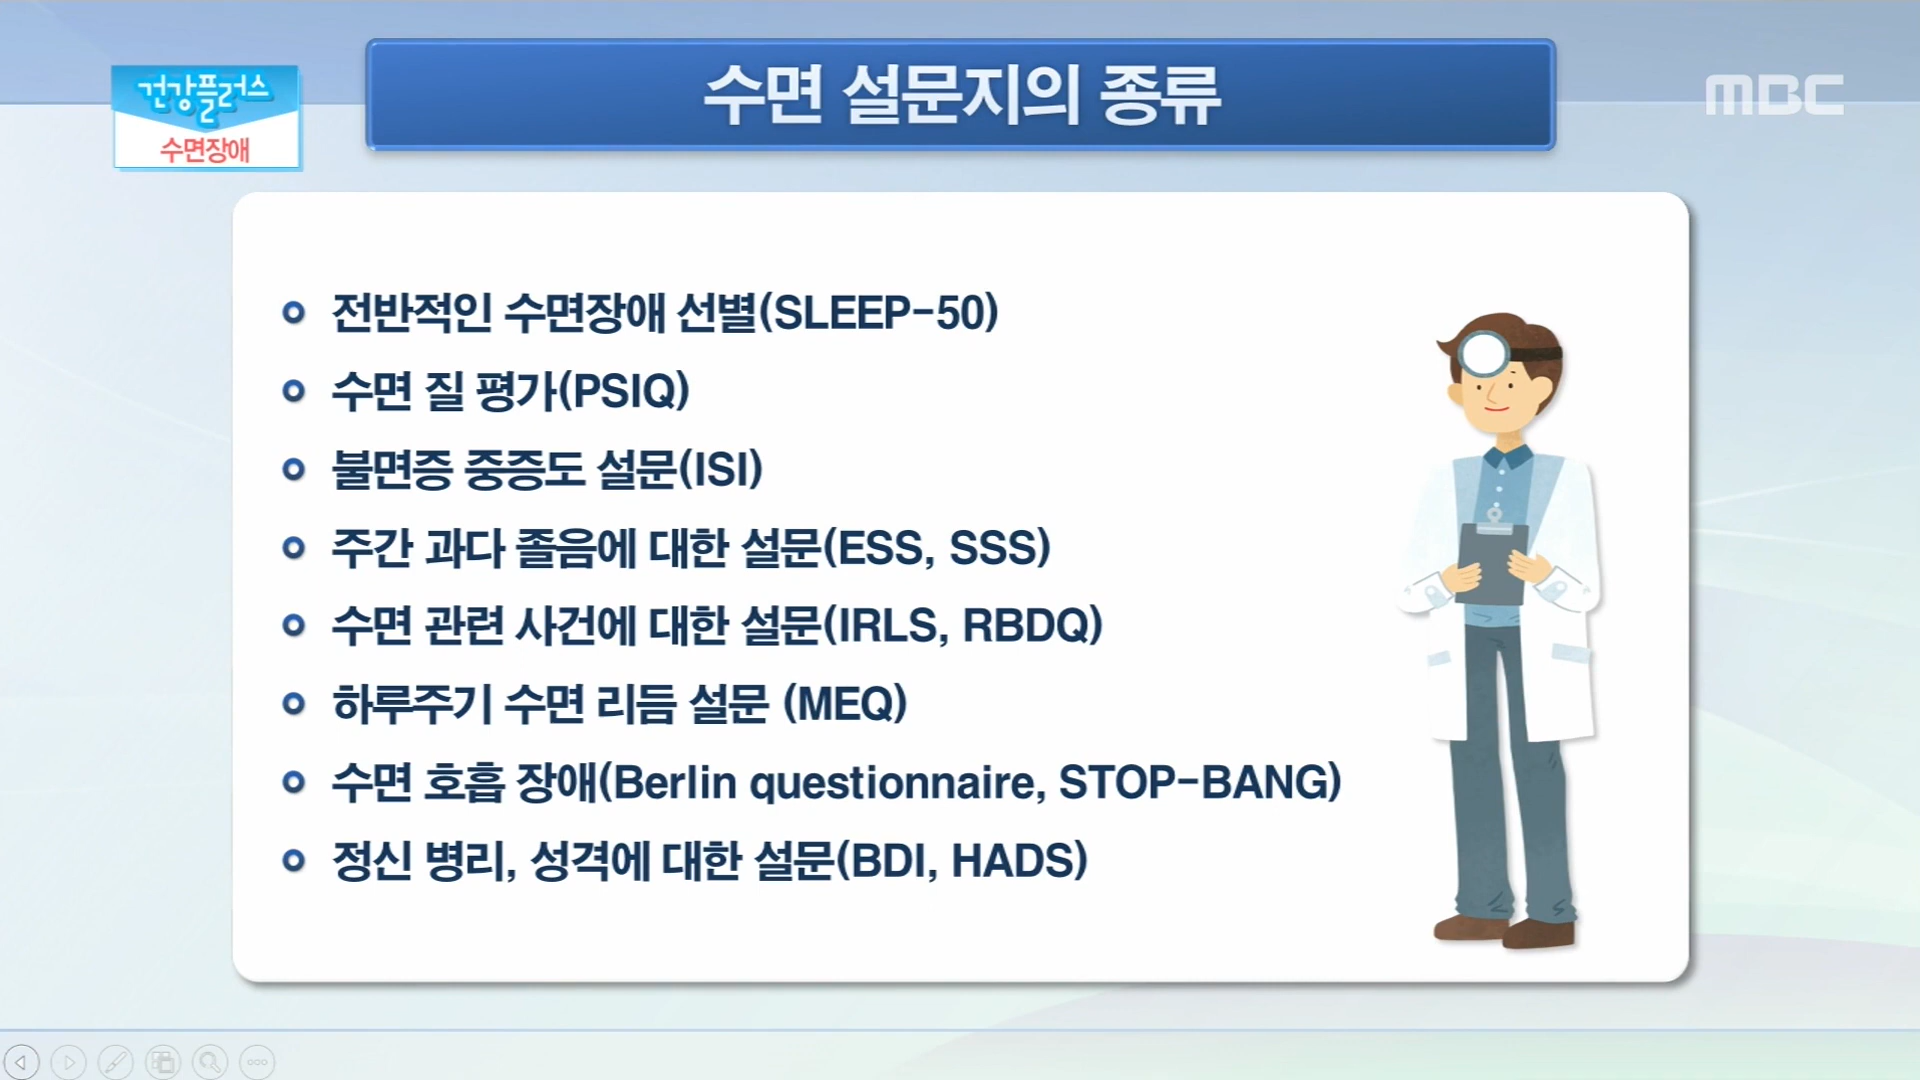 수면 설문지의 종류
건강플러스
수면장애
MBC
전반적인 수면장애 선별(SLEEP-50)
수면 질 평가(PSIQ)
불면증 중증도 설문(ISI)
주간 과다 졸음에 대한 설문(ESS, SSS)
수면 관련 사건에 대한 설문(IRLS, RBDQ)
하루주기 수면 리듬 설문 (MEQ)
수면 호흡 장애(Berlin questionnaire, STOP-BANG)
정신 병리, 성격에 대한 설문(BDI, HADS)